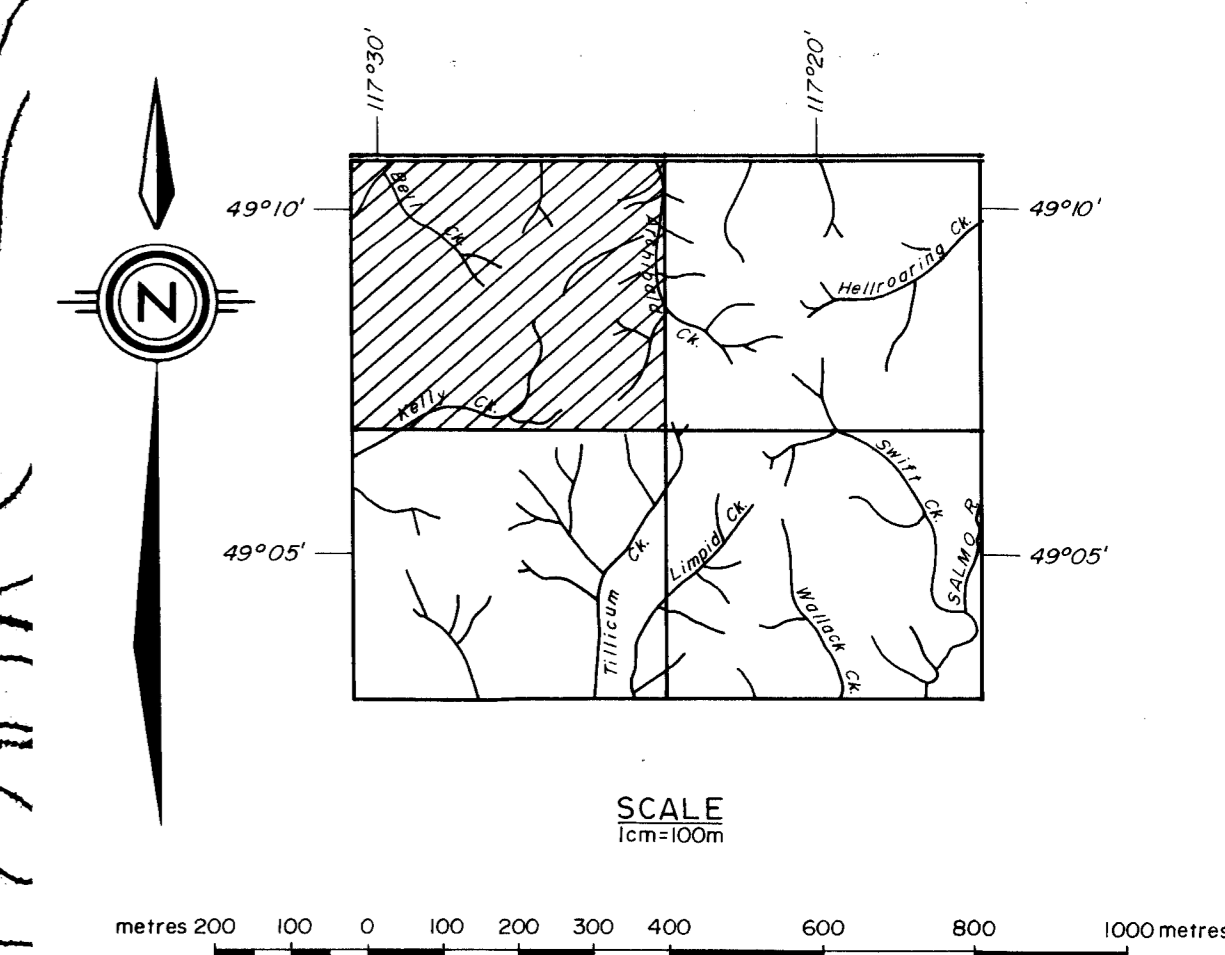 117°30'
117°20'
49°10'
49°10'
Bell Ck.
Archibald Ck.
Hellroaring Ck.
Kelly Ck.
Swift Ck.
SALMO R.
49°05'
49°05'
Tillicum Ck.
Limpid Ck.
Wallack Ck.
N
SCALE
1cm=100m
metres 200 100 0 100 200 300 400 600 800 1000 metres